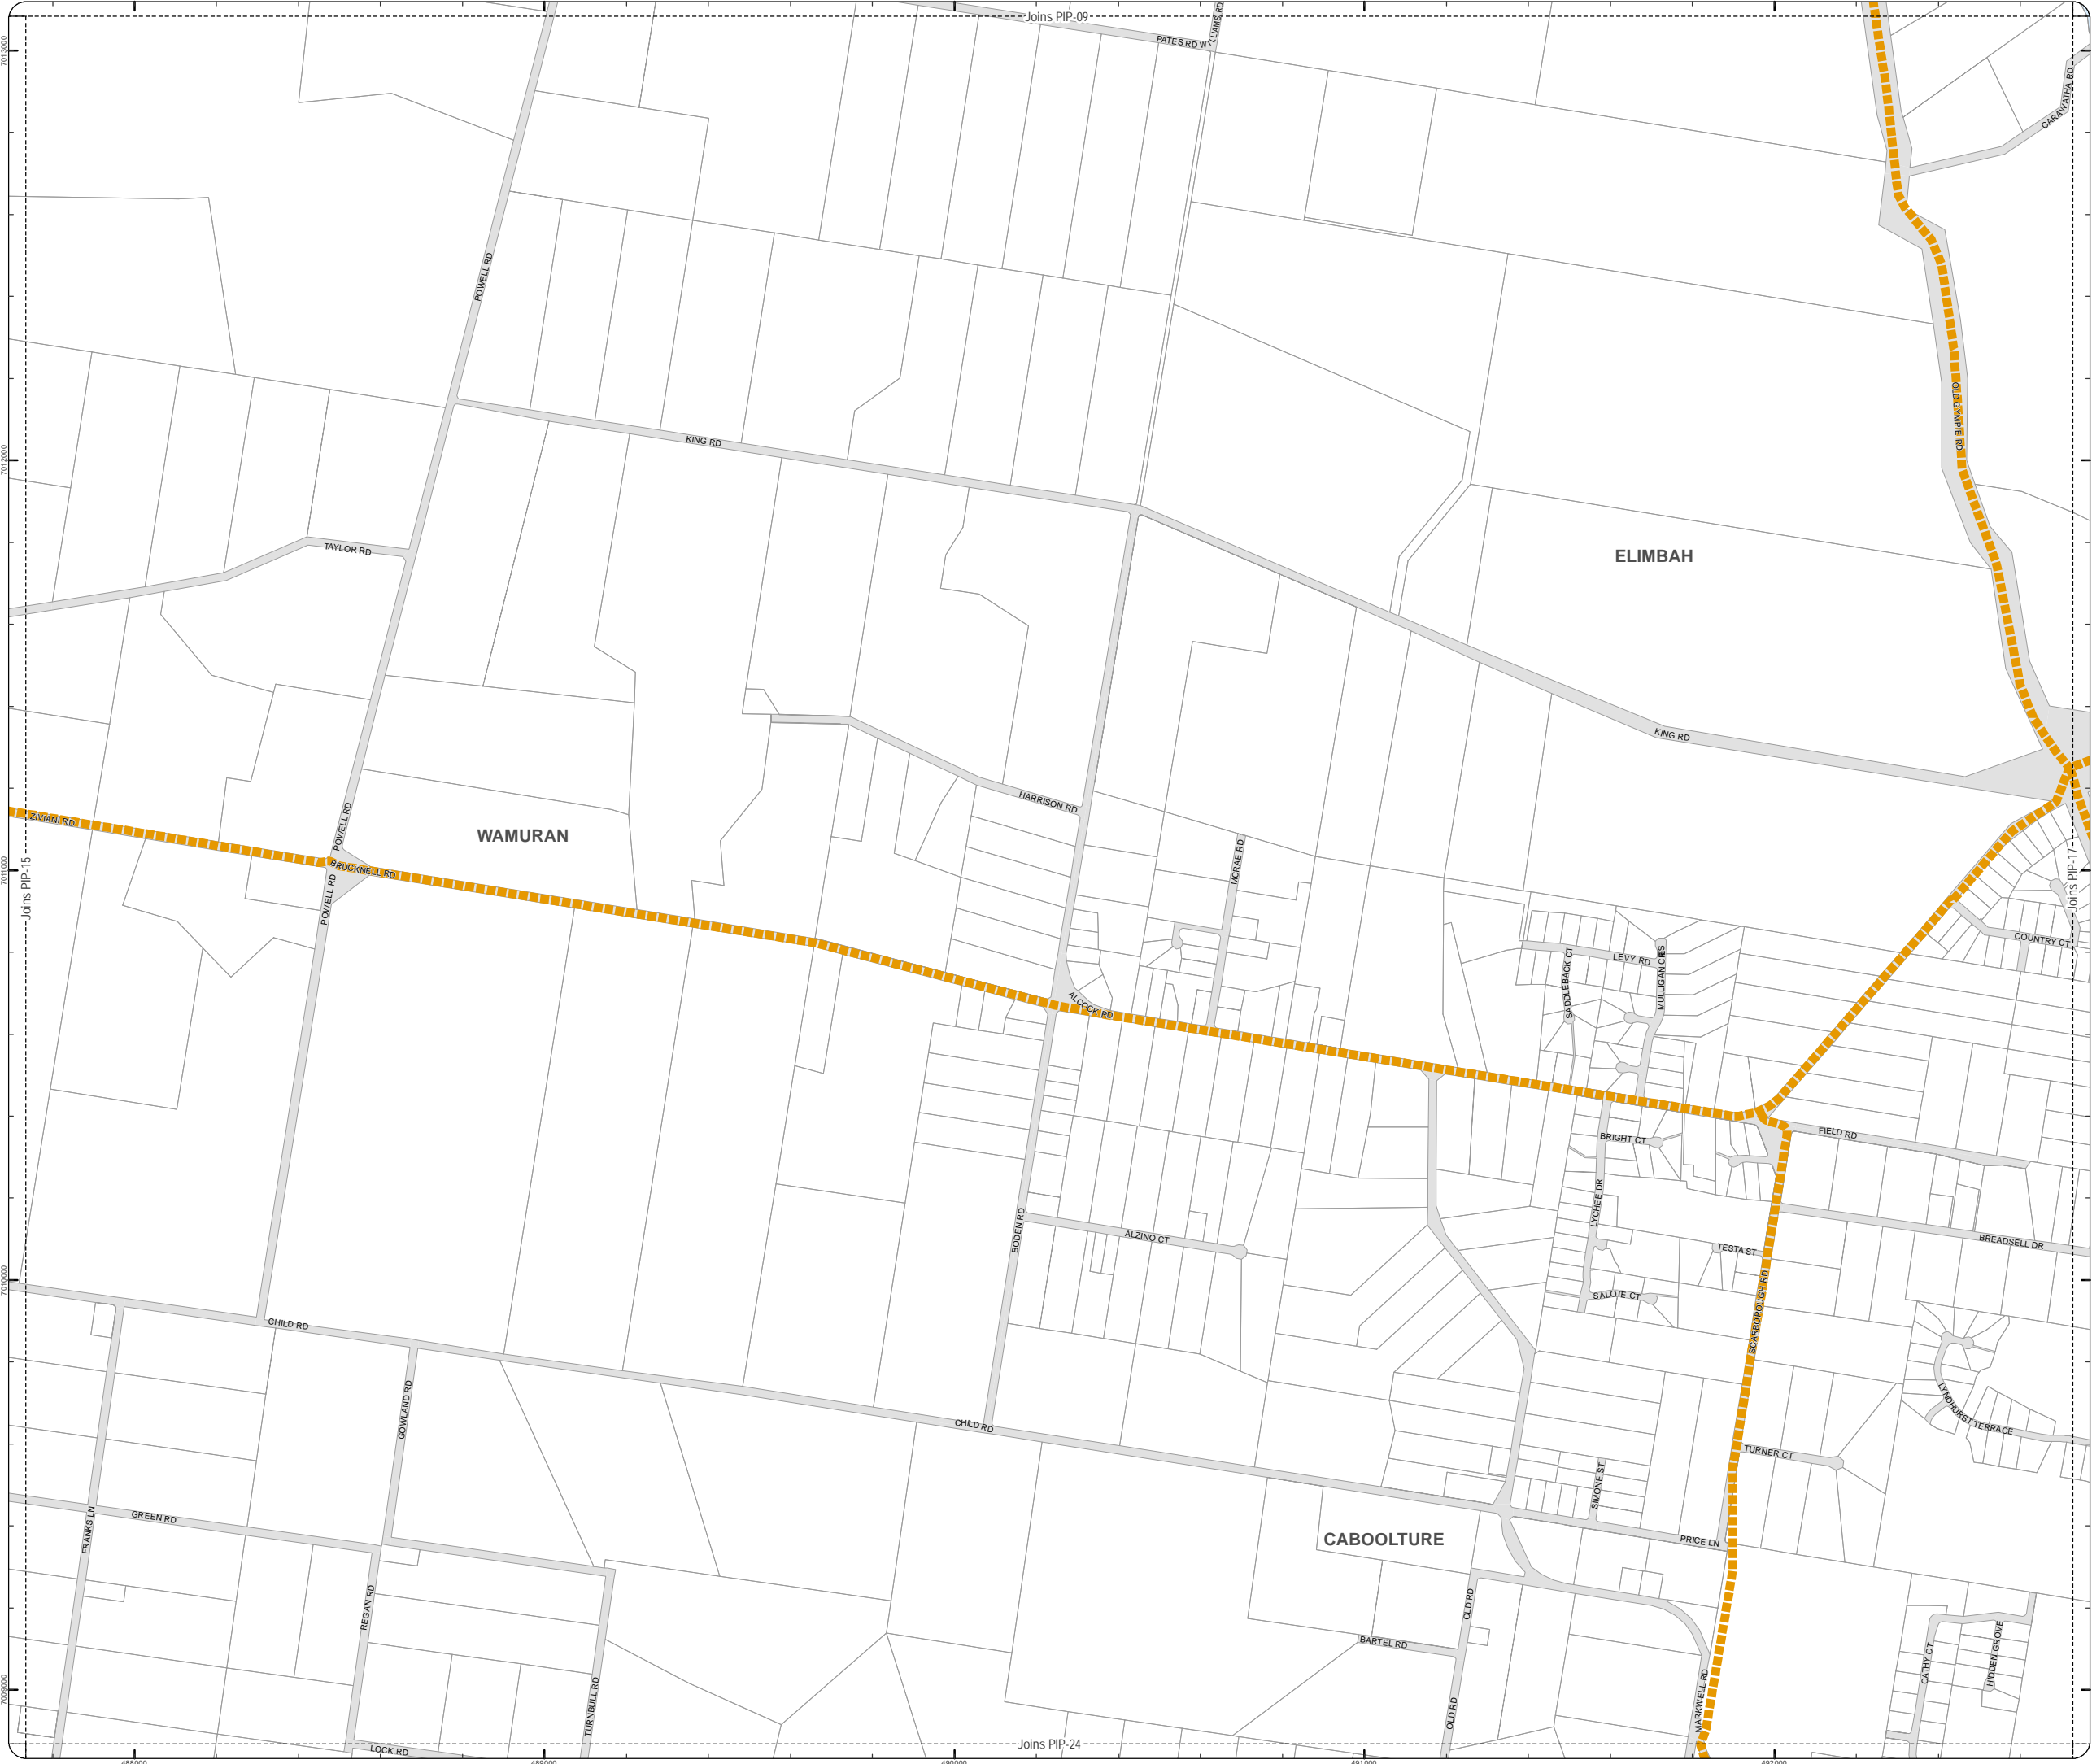 Joins PIP-09
PATES RD
CARAWATHA RD
7013000
POWELL RD
OLD GYMPIE RD
KING RD
7012000
TAYLOR RD
ELIMBAH
KING RD
HARRISON RD
ZIVIANI RD
POWELL RD
WAMURAN
MCRAE RD
BRUCKNELL RD
7011000
Joins PIP-15
Joins PIP-17
POWELL RD
COUNTRY CT
LEVY RD
SADDLEBACK CT
MULLIGAN CRES
ALCOCK RD
FIELD RD
BRIGHT CT
LYCHEE DR
BODEN RD
ALZINO CT
BREADSELL DR
TESTA ST
7010000
SALOTE CT
SCARBOROUGH RD
CHILD RD
GOWLAND RD
LYNDHURST TERRACE
CHILD RD
TURNER CT
SIMONE ST
GREEN RD
FRANKS LN
CABOOLTURE
PRICE LN
REGAN RD
OLD RD
BARTEL RD
CATHY CT
HIDDEN GROVE
7009000
TURNBULL RD
OLD RD
MARKWELL RD
LOCK RD
Joins PIP-24